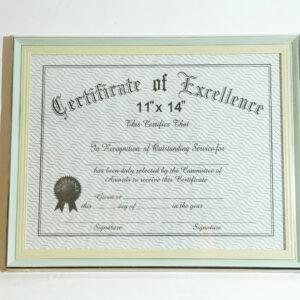 Certificate of Excellence
11"x 14"
This Certifies That
In Recognition of Outstanding Service for
has been duly selected by the Committee of
Awards to receive this Certificate
Given at
this day of in the year
Signature Signature